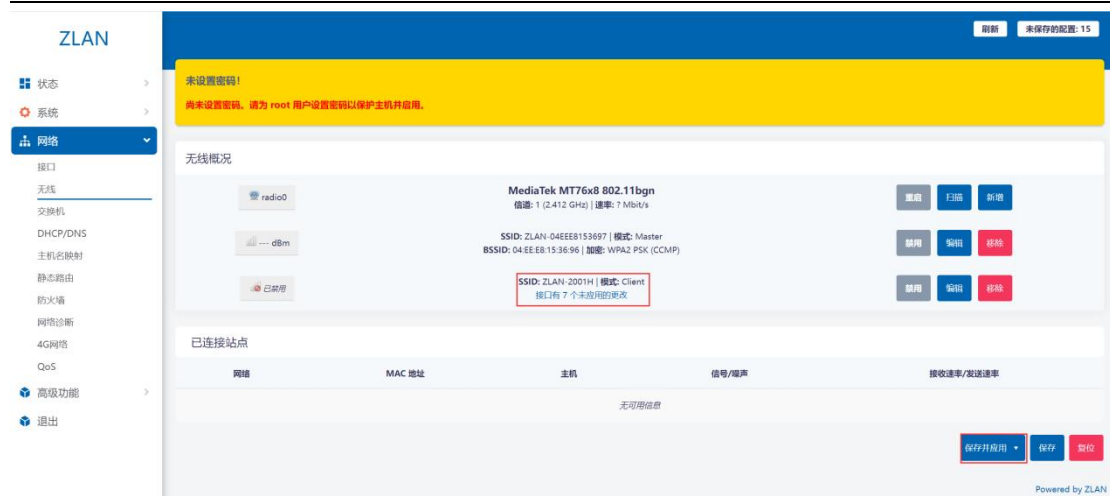 ZLAN
刷新
未保存的配置: 15
状态
系统
网络
接口
无线
交换机
DHCP/DNS
主机名映射
静态路由
防火墙
网络诊断
4G网络
QoS
高级功能
退出
未设置密码!
尚未设置密码。请为 root 用户设置密码以保护主机并启用。
无线概况
radio0
MediaTek MT76x8 802.11bgn
信道: 1 (2.412 GHz) | 速率: ? Mbit/s
重启 扫描 新增
--- dBm
SSID: ZLAN-04EEE8153697 | 模式: Master
BSSID: 04:EE:E8:15:36:96 | 加密: WPA2 PSK (CCMP)
禁用 编辑 移除
已禁用
SSID: ZLAN-2001H | 模式: Client
接口有 7 个未应用的更改
禁用 编辑 移除
已连接站点
网络 MAC 地址 主机 信号/噪声 接收速率/发送速率
无可用信息
保存并应用 保存 复位
Powered by ZLAN